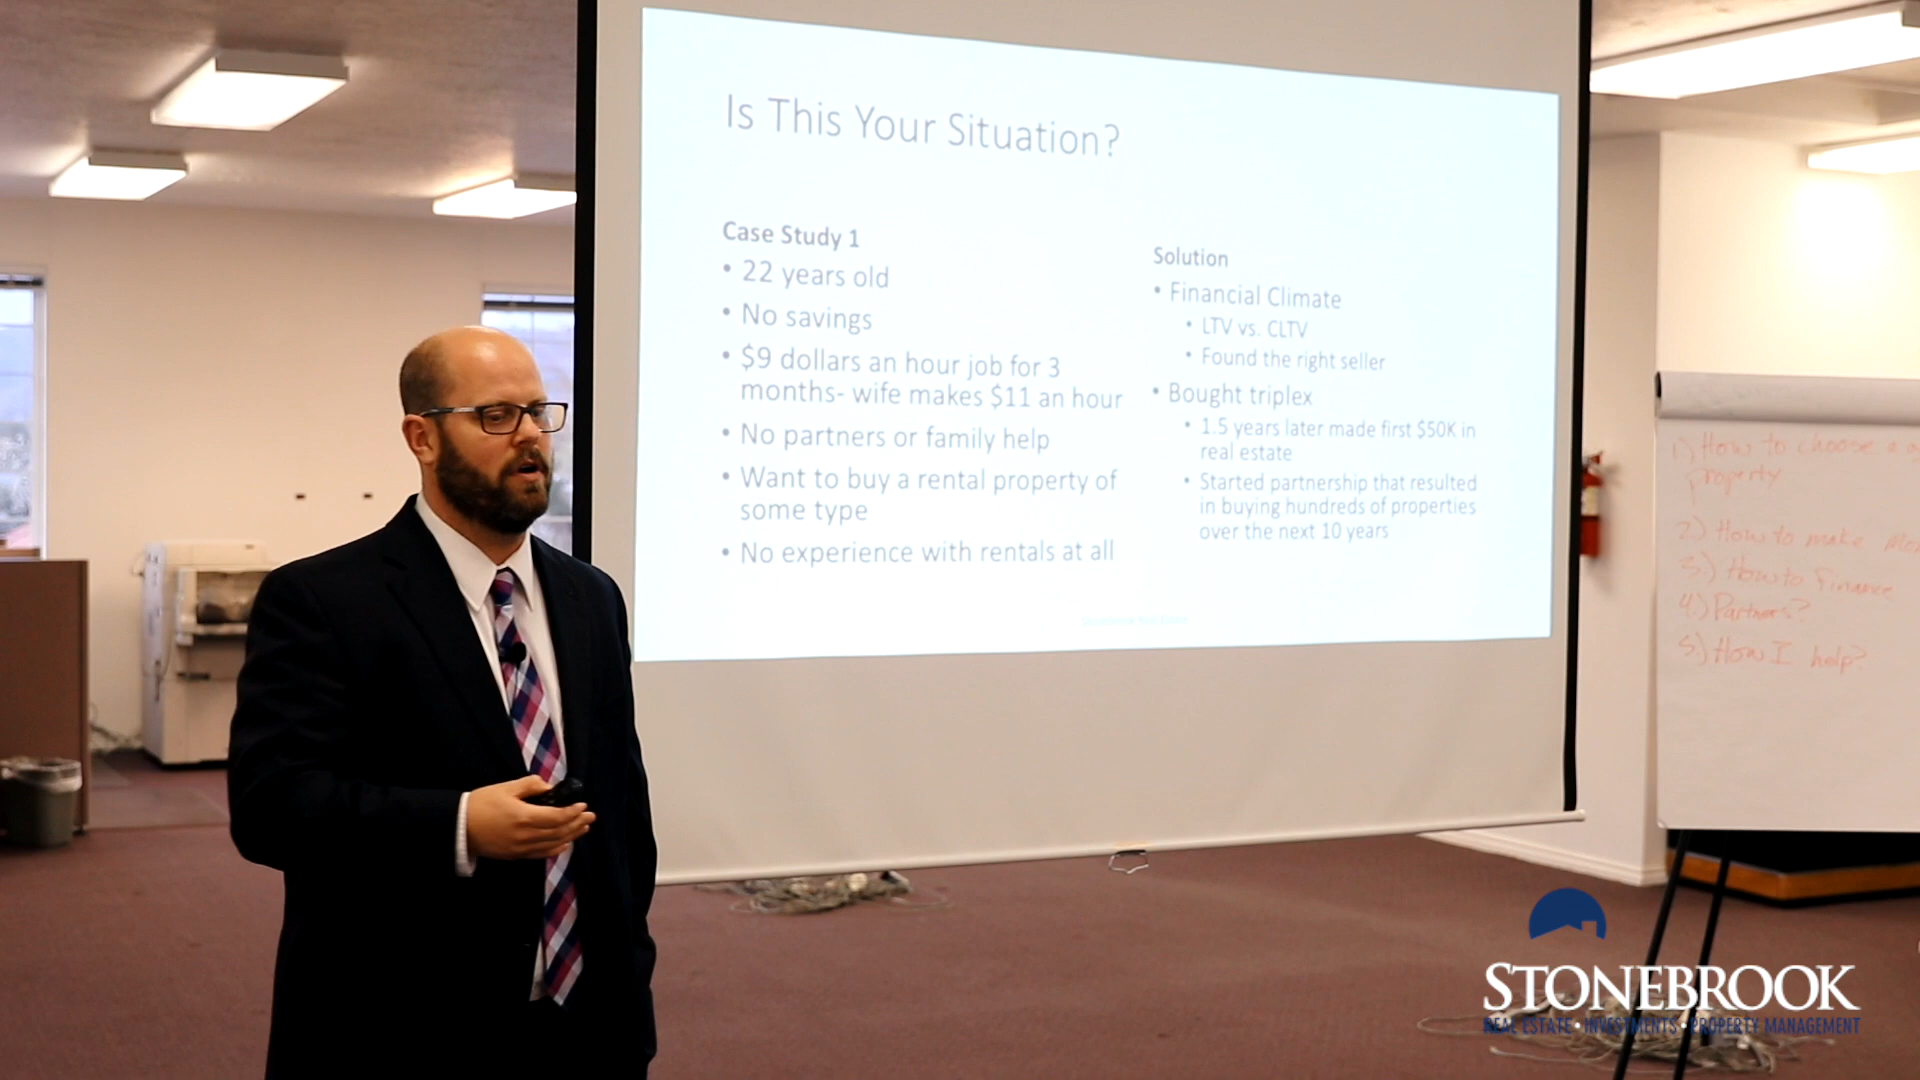 Is This Your Situation?
Case Study 1
• 22 years old
• No savings
• $9 dollars an hour job for 3
months- wife makes $11 an hour
• No partners or family help
• Want to buy a rental property of
some type
• No experience with rentals at all
Solution
• Financial Climate
• LTV vs. CLTV
• Found the right seller
• Bought triplex
• 1.5 years later made first $50K in
real estate
• Started partnership that resulted
in buying hundreds of properties
over the next 10 years
1) How to choose a
property
2.) How to make
3.) How to Finance
4.) Partners?
5.) How I help?
STONEBROOK
REAL ESTATE • INVESTMENTS • PROPERTY MANAGEMENT